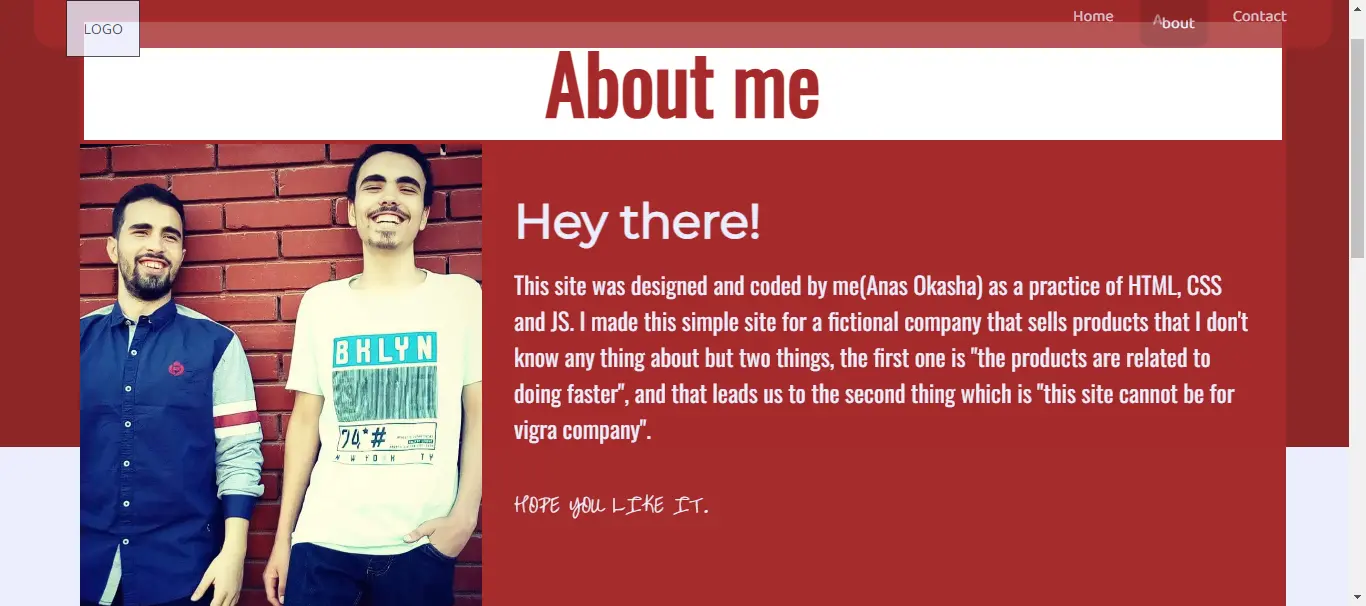 LOGO
Home
About
Contact
About me
Hey there!
This site was designed and coded by me(Anas Okasha) as a practice of HTML, CSS
and JS. I made this simple site for a fictional company that sells products that I don't
know any thing about but two things, the first one is "the products are related to
doing faster", and that leads us to the second thing which is "this site cannot be for
vigra company".
HOPE YOU LIKE IT.
BKLYN
74*#
NEW YORK CITY